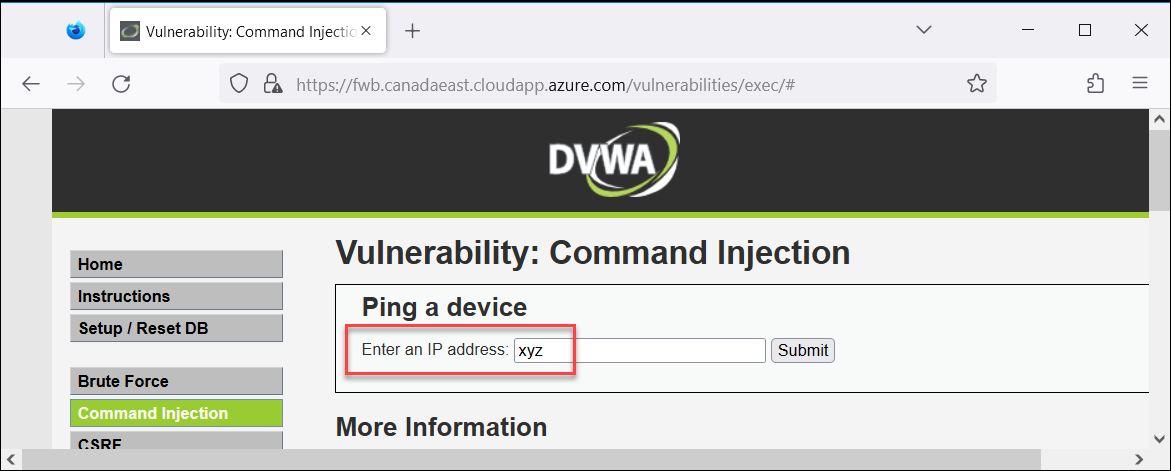 Vulnerability: Command Injectio
https://fwb.canadaeast.cloudapp.azure.com/vulnerabilities/exec/#
DVWA
Home
Instructions
Setup / Reset DB
Brute Force
Command Injection
CSRF
Vulnerability: Command Injection
Ping a device
Enter an IP address: xyz Submit
More Information